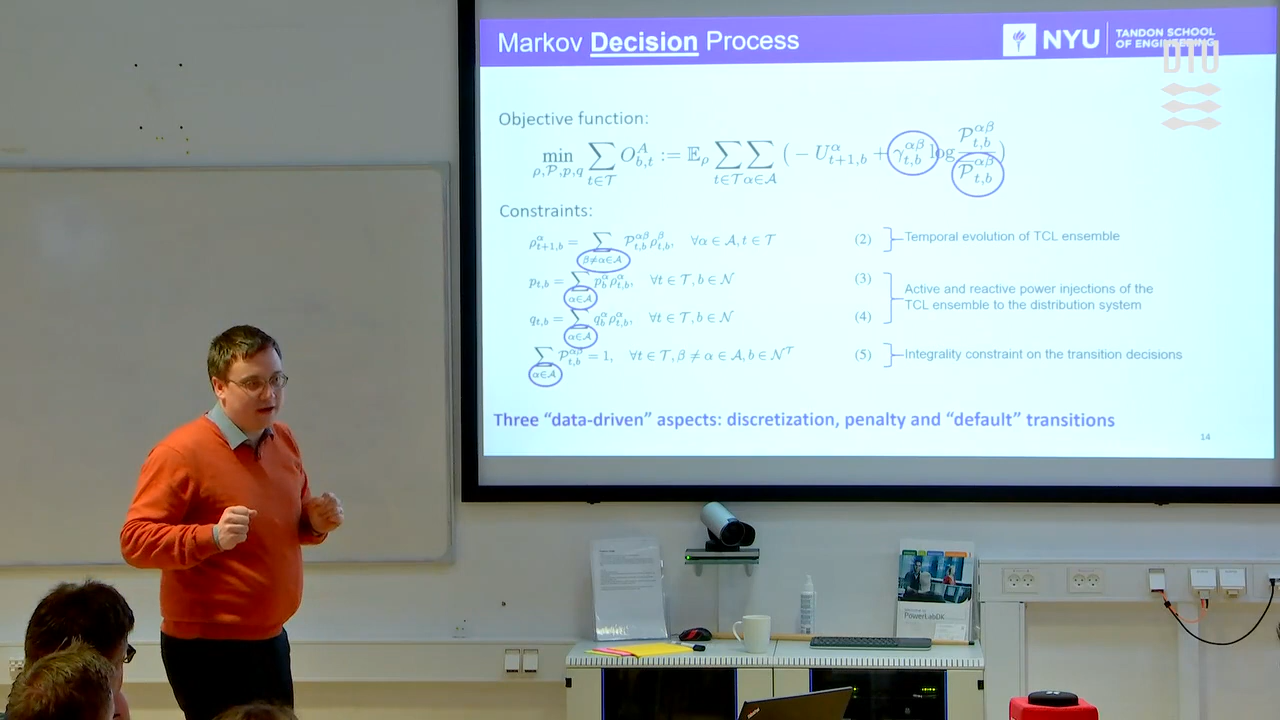 Markov Decision Process
NYU
TANDON SCHOOL
OF ENGINEERING
DTU
Objective function:
min_{ρ,𝒫,p,q} ∑_{t∈𝒯} O^A_{b,t} := 𝔼_ρ ∑_{t∈𝒯} ∑_{α∈𝒜} ( − U^α_{t+1,b} + γ^{αβ}_{t,b} log 𝒫^{αβ}_{t,b} / \overline{𝒫}^{αβ}_{t,b} )
Constraints:
ρ^α_{t+1,b} = ∑_{β≠α∈𝒜} 𝒫^{αβ}_{t,b} ρ^β_{t,b}, ∀α ∈ 𝒜, t ∈ 𝒯 (2) Temporal evolution of TCL ensemble
p_{t,b} = ∑_{α∈𝒜} p^α_b ρ^α_{t,b}, ∀t ∈ 𝒯, b ∈ 𝒩 (3)
Active and reactive power injections of the
TCL ensemble to the distribution system
q_{t,b} = ∑_{α∈𝒜} q^α_b ρ^α_{t,b}, ∀t ∈ 𝒯, b ∈ 𝒩 (4)
∑_{α∈𝒜} 𝒫^{αβ}_{t,b} = 1, ∀t ∈ 𝒯, β ≠ α ∈ 𝒜, b ∈ 𝒩^𝒯 (5) Integrality constraint on the transition decisions
Three “data-driven” aspects: discretization, penalty and “default” transitions
14
PowerLabDK